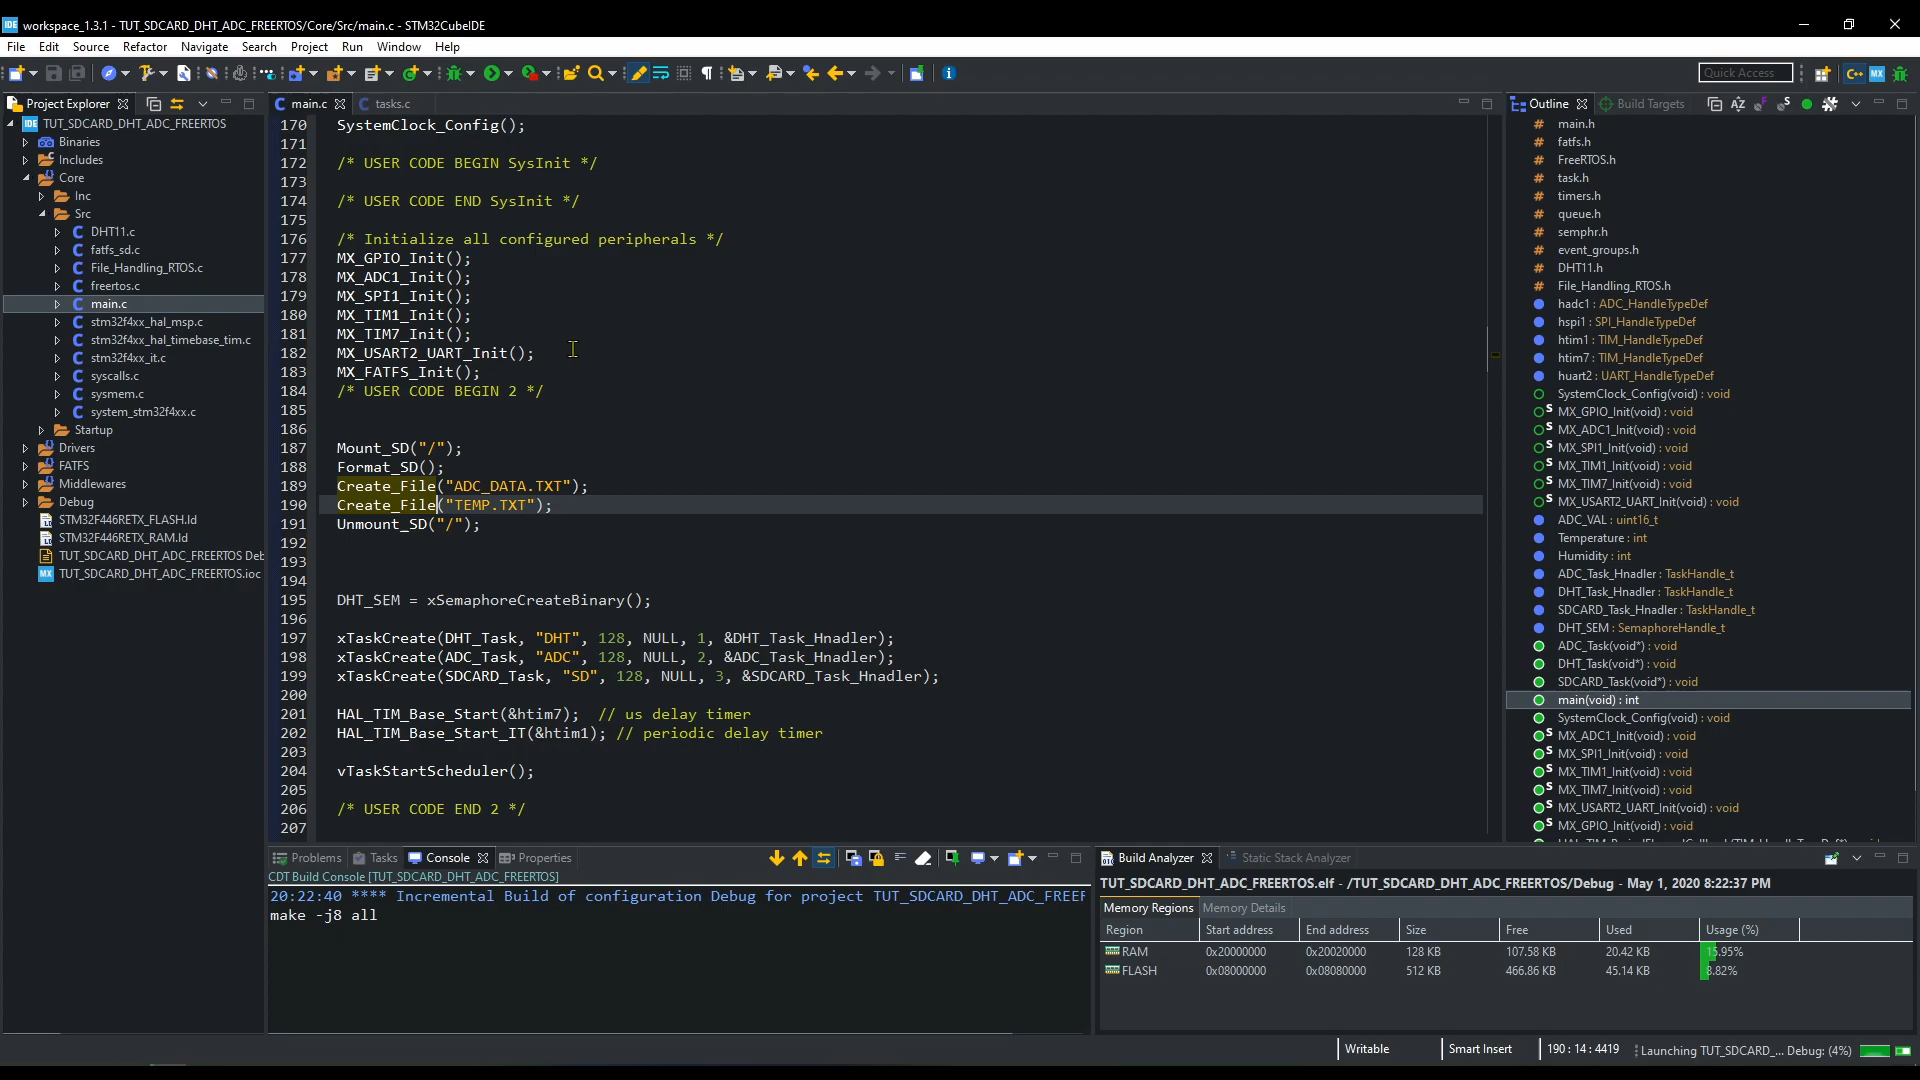 IDE workspace_1.3.1 - TUT_SDCARD_DHT_ADC_FREERTOS/Core/Src/main.c - STM32CubeIDE
File Edit Source Refactor Navigate Search Project Run Window Help
Quick Access
Project Explorer
TUT_SDCARD_DHT_ADC_FREERTOS
Binaries
Includes
Core
Inc
Src
DHT11.c
fatfs_sd.c
File_Handling_RTOS.c
freertos.c
main.c
stm32f4xx_hal_msp.c
stm32f4xx_hal_timebase_tim.c
stm32f4xx_it.c
syscalls.c
sysmem.c
system_stm32f4xx.c
Startup
Drivers
FATFS
Middlewares
Debug
STM32F446RETX_FLASH.ld
STM32F446RETX_RAM.ld
TUT_SDCARD_DHT_ADC_FREERTOS Deb
TUT_SDCARD_DHT_ADC_FREERTOS.ioc
main.c tasks.c
170 SystemClock_Config();
171
172 /* USER CODE BEGIN SysInit */
173
174 /* USER CODE END SysInit */
175
176 /* Initialize all configured peripherals */
177 MX_GPIO_Init();
178 MX_ADC1_Init();
179 MX_SPI1_Init();
180 MX_TIM1_Init();
181 MX_TIM7_Init();
182 MX_USART2_UART_Init();
183 MX_FATFS_Init();
184 /* USER CODE BEGIN 2 */
185
186
187 Mount_SD("/");
188 Format_SD();
189 Create_File("ADC_DATA.TXT");
190 Create_File("TEMP.TXT");
191 Unmount_SD("/");
192
193
194
195 DHT_SEM = xSemaphoreCreateBinary();
196
197 xTaskCreate(DHT_Task, "DHT", 128, NULL, 1, &DHT_Task_Hnadler);
198 xTaskCreate(ADC_Task, "ADC", 128, NULL, 2, &ADC_Task_Hnadler);
199 xTaskCreate(SDCARD_Task, "SD", 128, NULL, 3, &SDCARD_Task_Hnadler);
200
201 HAL_TIM_Base_Start(&htim7); // us delay timer
202 HAL_TIM_Base_Start_IT(&htim1); // periodic delay timer
203
204 vTaskStartScheduler();
205
206 /* USER CODE END 2 */
207
Outline Build Targets
main.h
fatfs.h
FreeRTOS.h
task.h
timers.h
queue.h
semphr.h
event_groups.h
DHT11.h
File_Handling_RTOS.h
hadc1 : ADC_HandleTypeDef
hspi1 : SPI_HandleTypeDef
htim1 : TIM_HandleTypeDef
htim7 : TIM_HandleTypeDef
huart2 : UART_HandleTypeDef
SystemClock_Config(void) : void
MX_GPIO_Init(void) : void
MX_ADC1_Init(void) : void
MX_SPI1_Init(void) : void
MX_TIM1_Init(void) : void
MX_TIM7_Init(void) : void
MX_USART2_UART_Init(void) : void
ADC_VAL : uint16_t
Temperature : int
Humidity : int
ADC_Task_Hnadler : TaskHandle_t
DHT_Task_Hnadler : TaskHandle_t
SDCARD_Task_Hnadler : TaskHandle_t
DHT_SEM : SemaphoreHandle_t
ADC_Task(void*) : void
DHT_Task(void*) : void
SDCARD_Task(void*) : void
main(void) : int
SystemClock_Config(void) : void
MX_ADC1_Init(void) : void
MX_SPI1_Init(void) : void
MX_TIM1_Init(void) : void
MX_TIM7_Init(void) : void
MX_USART2_UART_Init(void) : void
MX_GPIO_Init(void) : void
Problems Tasks Console Properties
CDT Build Console [TUT_SDCARD_DHT_ADC_FREERTOS]
20:22:40 **** Incremental Build of configuration Debug for project TUT_SDCARD_DHT_ADC_FREEF
make -j8 all
Build Analyzer Static Stack Analyzer
TUT_SDCARD_DHT_ADC_FREERTOS.elf - /TUT_SDCARD_DHT_ADC_FREERTOS/Debug - May 1, 2020 8:22:37 PM
Memory Regions Memory Details
Region Start address End address Size Free Used Usage (%)
RAM 0x20000000 0x20020000 128 KB 107.58 KB 20.42 KB 15.95%
FLASH 0x08000000 0x08080000 512 KB 466.86 KB 45.14 KB 8.82%
Writable Smart Insert 190 : 14 : 4419 Launching TUT_SDCARD_... Debug: (4%)